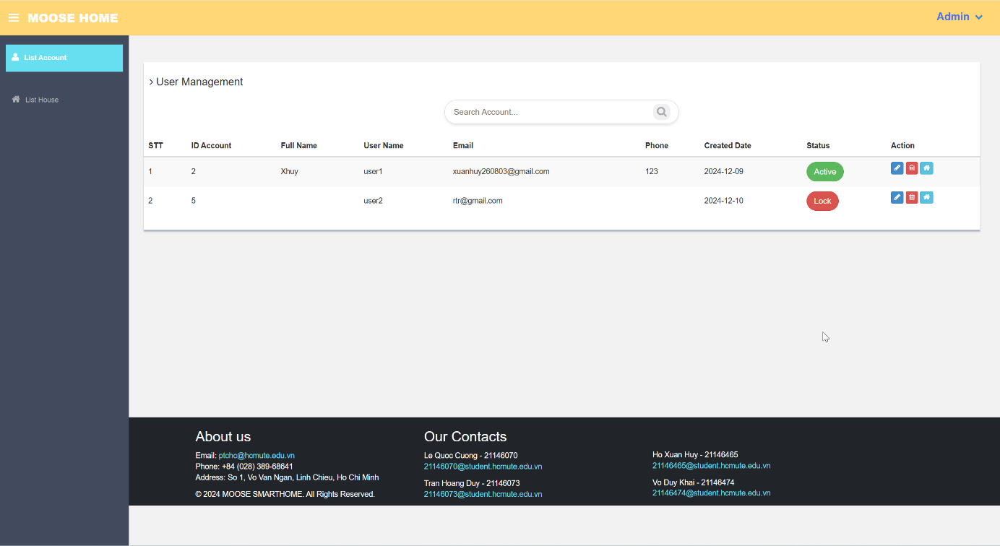 MOOSE HOME
Admin
List Account
List House
User Management
Search Account...
STT ID Account Full Name User Name Email Phone Created Date Status Action
1 2 Xhuy user1 xuanhuy260803@gmail.com 123 2024-12-09 Active
2 5 user2 rtr@gmail.com 2024-12-10 Lock
About us
Email: ptchc@hcmute.edu.vn
Phone: +84 (028) 389-68641
Address: So 1, Vo Van Ngan, Linh Chieu, Ho Chi Minh
© 2024 MOOSE SMARTHOME. All Rights Reserved.
Our Contacts
Le Quoc Cuong - 21146070
21146070@student.hcmute.edu.vn
Tran Hoang Duy - 21146073
21146073@student.hcmute.edu.vn
Ho Xuan Huy - 21146465
21146465@student.hcmute.edu.vn
Vo Duy Khai - 21146474
21146474@student.hcmute.edu.vn